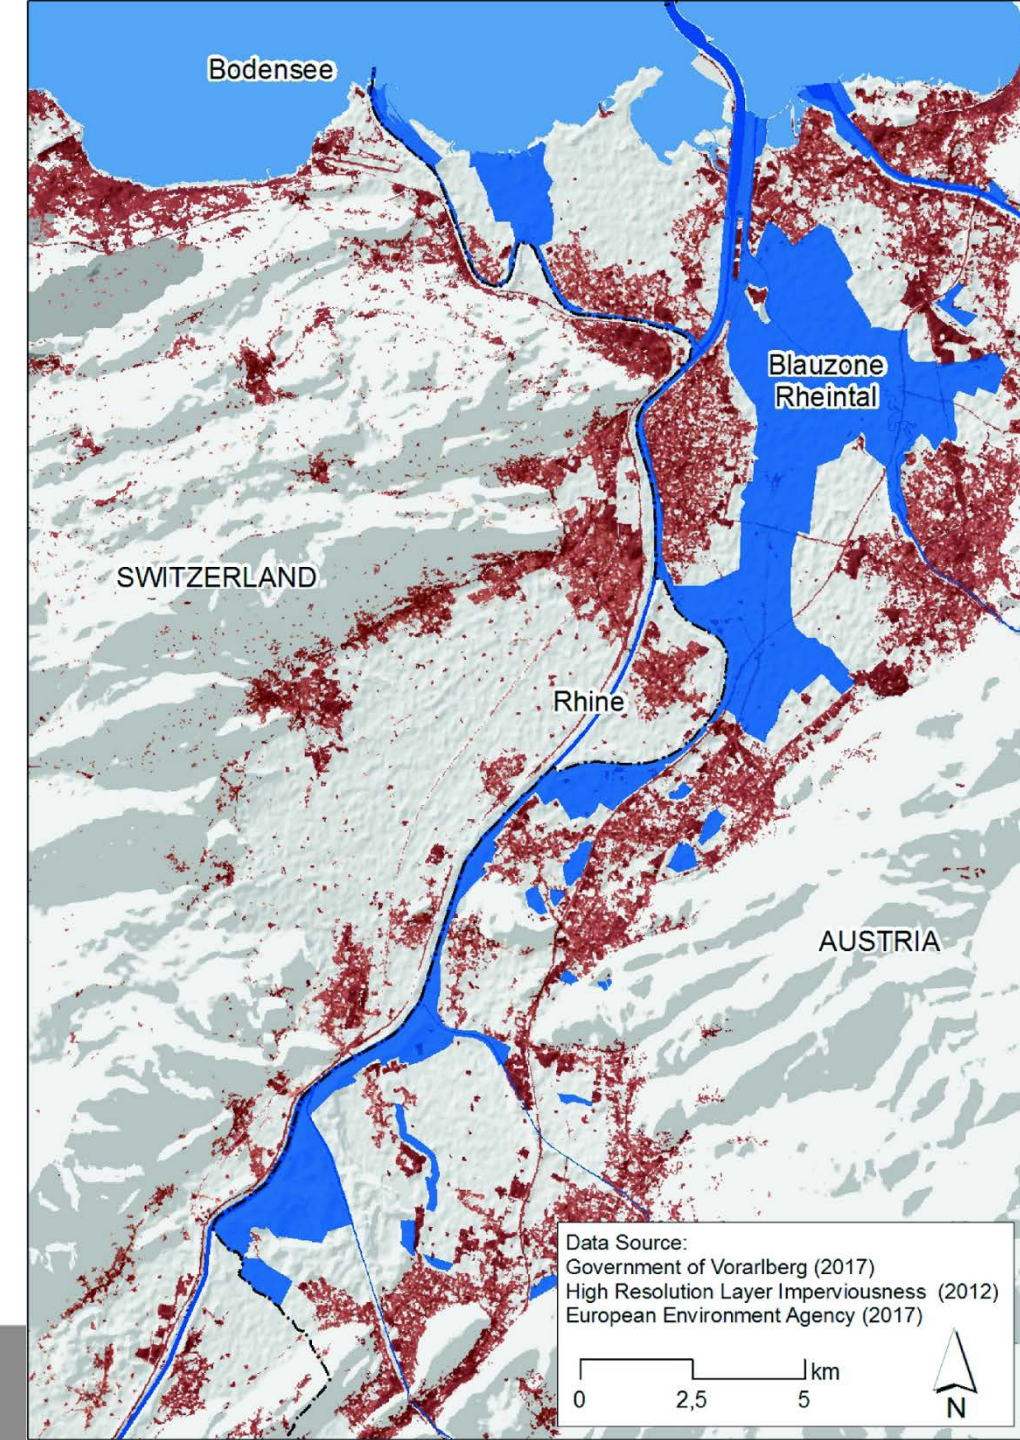 Bodensee
Blauzone
Rheintal
SWITZERLAND
Rhine
AUSTRIA
Data Source:
Government of Vorarlberg (2017)
High Resolution Layer Imperviousness (2012)
European Environment Agency (2017)
km
0 2,5 5
N